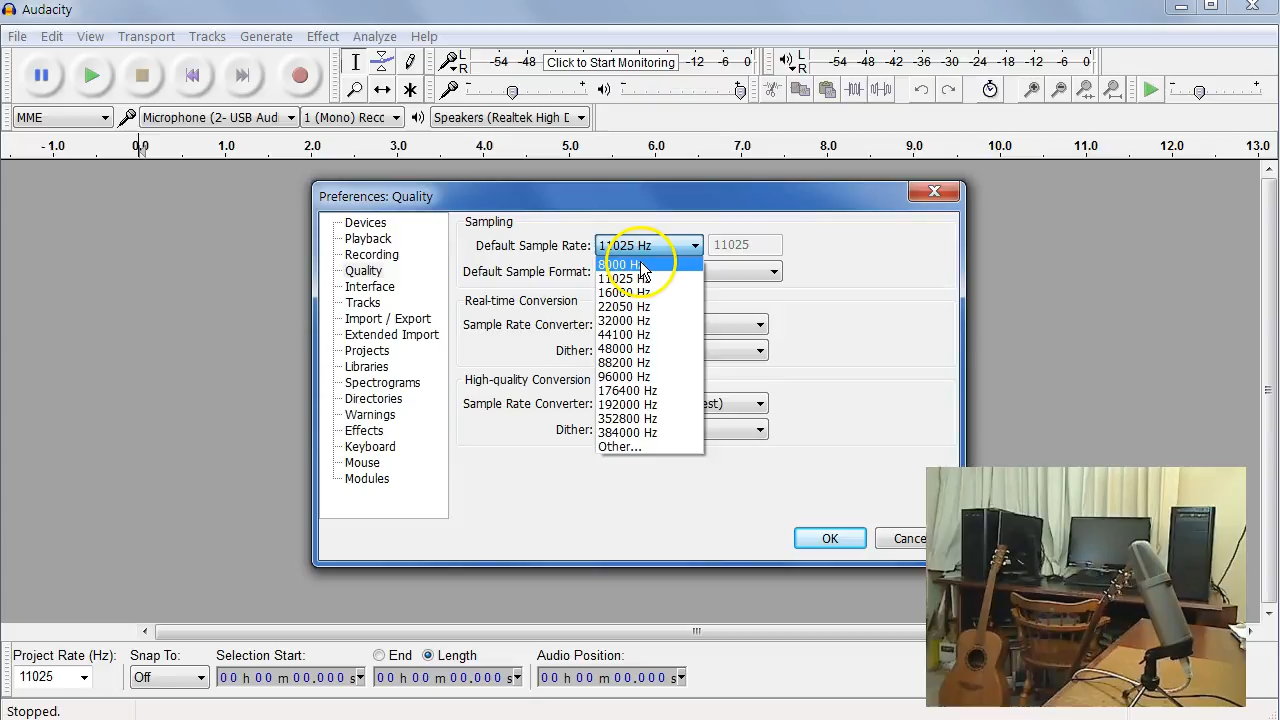 Audacity
File Edit View Transport Tracks Generate Effect Analyze Help
L R -54 -48 Click to Start Monitoring -12 -6 0 L R -54 -48 -42 -36 -30 -24 -18 -12 -6 0
MME Microphone (2- USB Aud 1 (Mono) Recc Speakers (Realtek High D
- 1.0 0.0 1.0 2.0 3.0 4.0 5.0 6.0 7.0 8.0 9.0 10.0 11.0 12.0 13.0
Preferences: Quality
Devices
Playback
Recording
Quality
Interface
Tracks
Import / Export
Extended Import
Projects
Libraries
Spectrograms
Directories
Warnings
Effects
Keyboard
Mouse
Modules
Sampling
Default Sample Rate: 11025 Hz 11025
Default Sample Format:
Real-time Conversion
Sample Rate Converter:
Dither:
High-quality Conversion
Sample Rate Converter: est)
Dither:
8000 Hz
11025 Hz
16000 Hz
22050 Hz
32000 Hz
44100 Hz
48000 Hz
88200 Hz
96000 Hz
176400 Hz
192000 Hz
352800 Hz
384000 Hz
Other...
OK Cance
Project Rate (Hz): Snap To: Selection Start: End Length Audio Position:
11025 Off 00 h 00 m 00.000 s 00 h 00 m 00.000 s 00 h 00 m 00.000 s
Stopped.